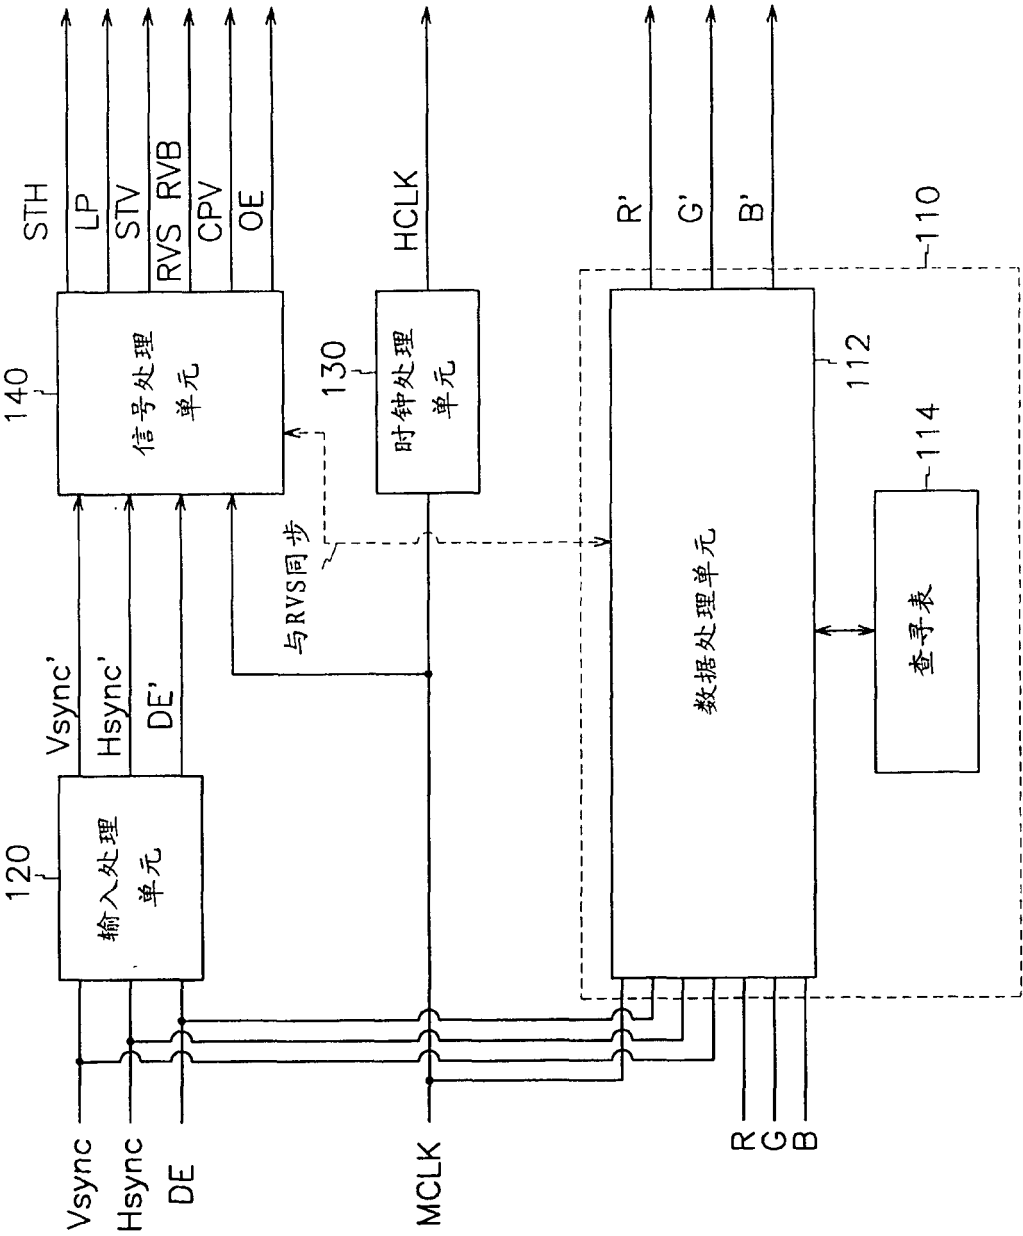 STH
LP
STV
RVS RVB
CPV
OE
140
信号处理
单元
Vsync'
Hsync'
DE'
120
输入处理
单元
Vsync
Hsync
DE
HCLK
130
时钟处理
单元
与RVS同步
MCLK
R'
G'
B'
110
112
数据处理单元
114
查寻表
R
G
B